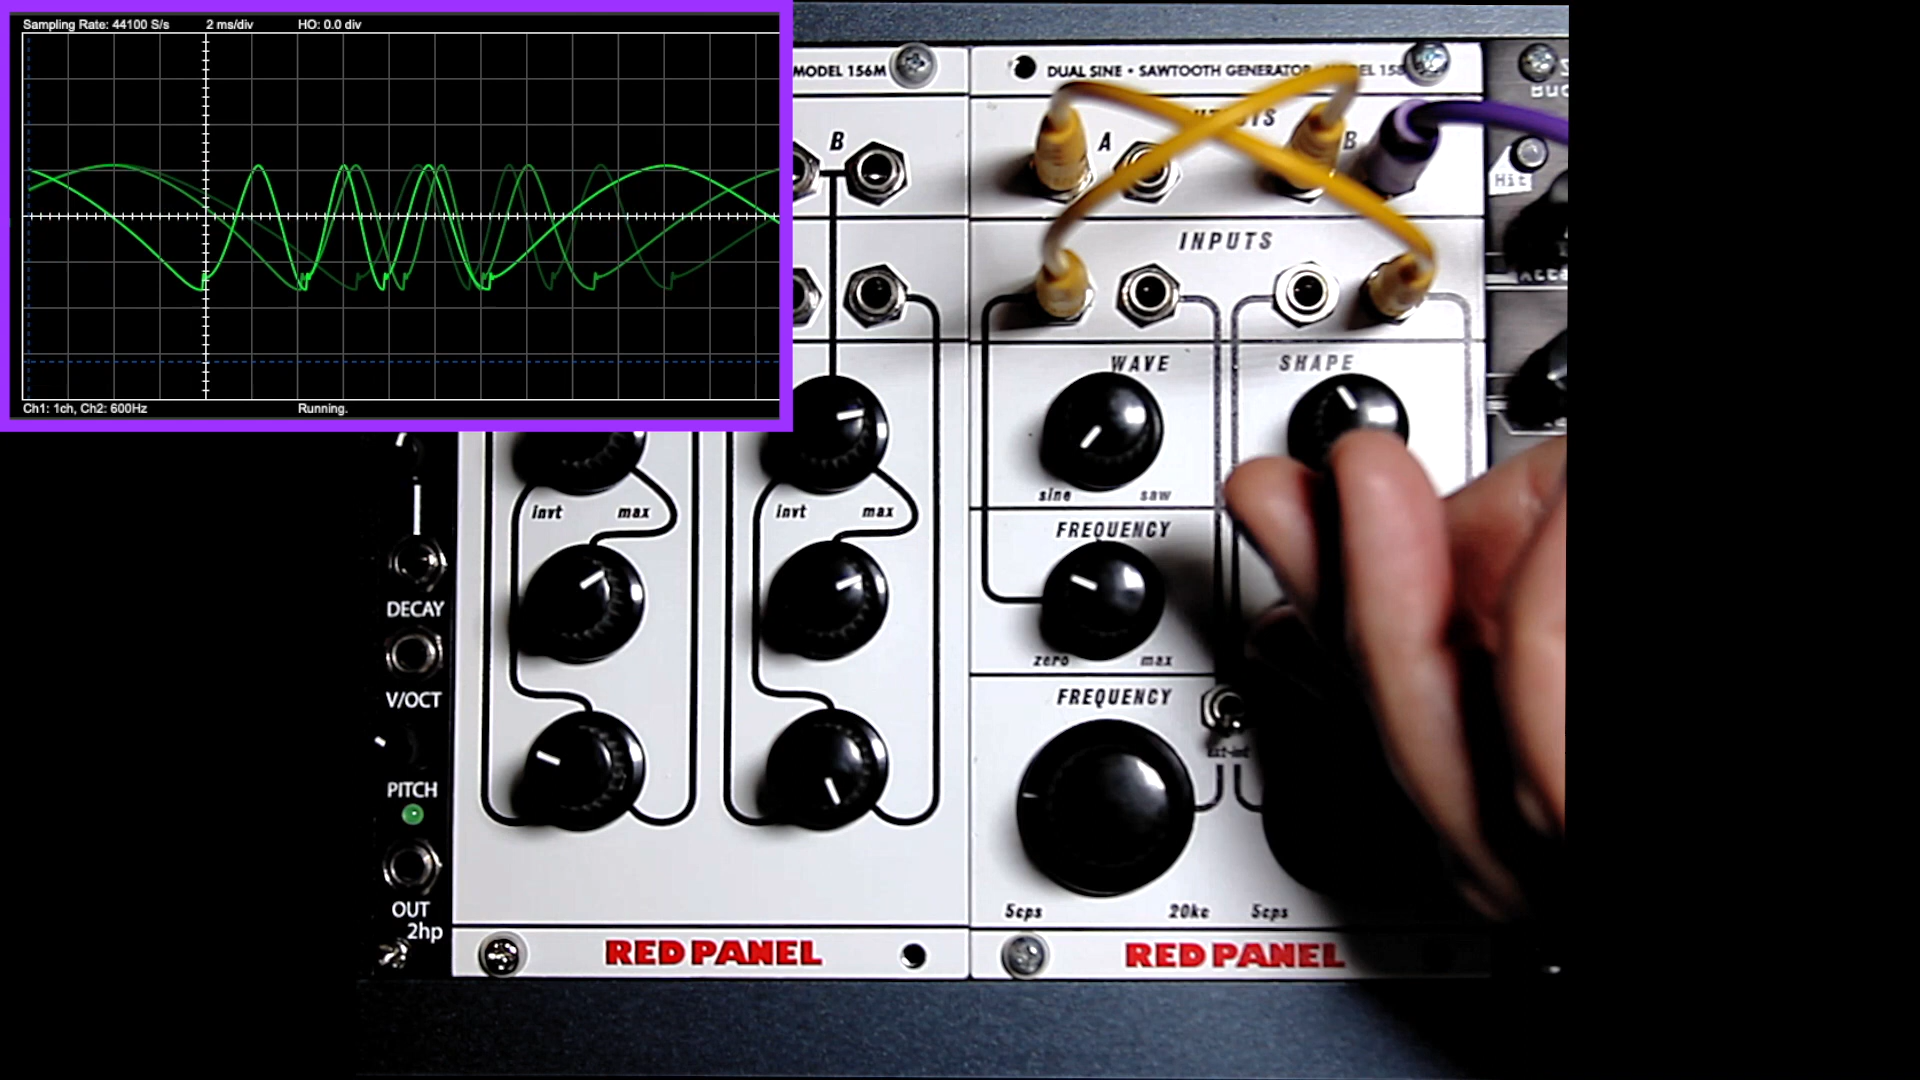 Sampling Rate: 44100 S/s 2 ms/div HO: 0.0 div
Ch1: 1ch, Ch2: 600Hz Running.
MODEL 156M
DUAL SINE • SAWTOOTH GENERATOR
B
A
B
INPUTS
Hit
WAVE
SHAPE
sine saw
invt max
invt max
FREQUENCY
zero max
FREQUENCY
5cps 20kc
5cps
DECAY
V/OCT
PITCH
OUT
2hp
RED PANEL
RED PANEL